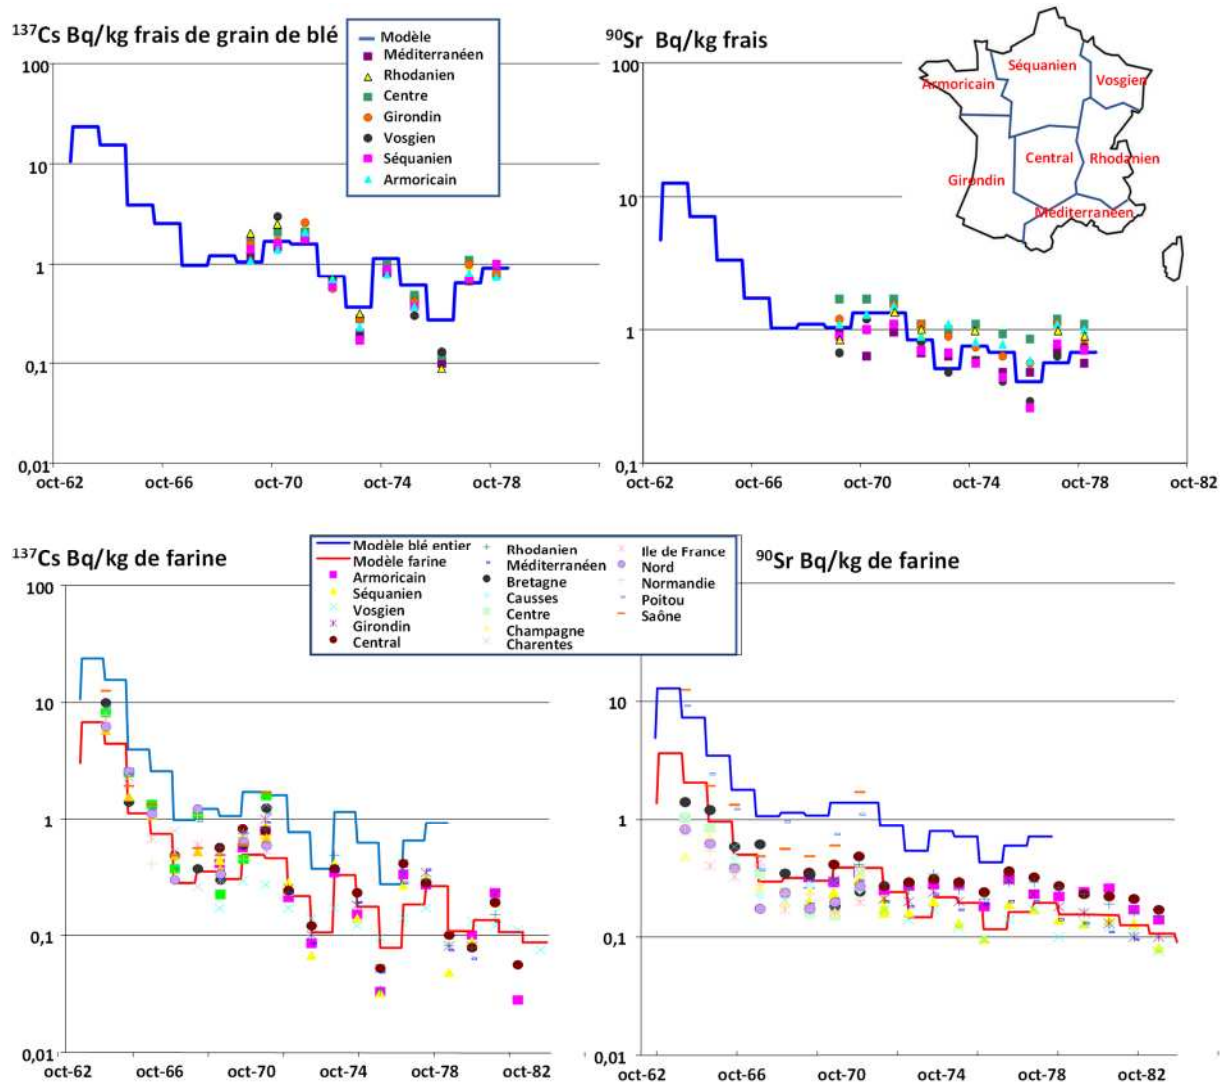 ¹³⁷Cs Bq/kg frais de grain de blé
100
10
1
0,1
0,01
oct-62 oct-66 oct-70 oct-74 oct-78
Modèle
Méditerranéen
Rhodanien
Centre
Girondin
Vosgien
Séquanien
Armoricain
⁹⁰Sr Bq/kg frais
100
10
1
0,1
oct-62 oct-66 oct-70 oct-74 oct-78 oct-82
Séquanien
Armoricain
Vosgien
Central
Rhodanien
Girondin
Méditerranéen
¹³⁷Cs Bq/kg de farine
100
10
1
0,1
0,01
oct-62 oct-66 oct-70 oct-74 oct-78 oct-82
Modèle blé entier
Modèle farine
Armoricain
Séquanien
Vosgien
Girondin
Central
Rhodanien
Méditerranéen
Bretagne
Causses
Centre
Champagne
Charentes
Ile de France
Nord
Normandie
Poitou
Saône
⁹⁰Sr Bq/kg de farine
10
1
0,1
0,01
oct-62 oct-66 oct-70 oct-74 oct-78 oct-82